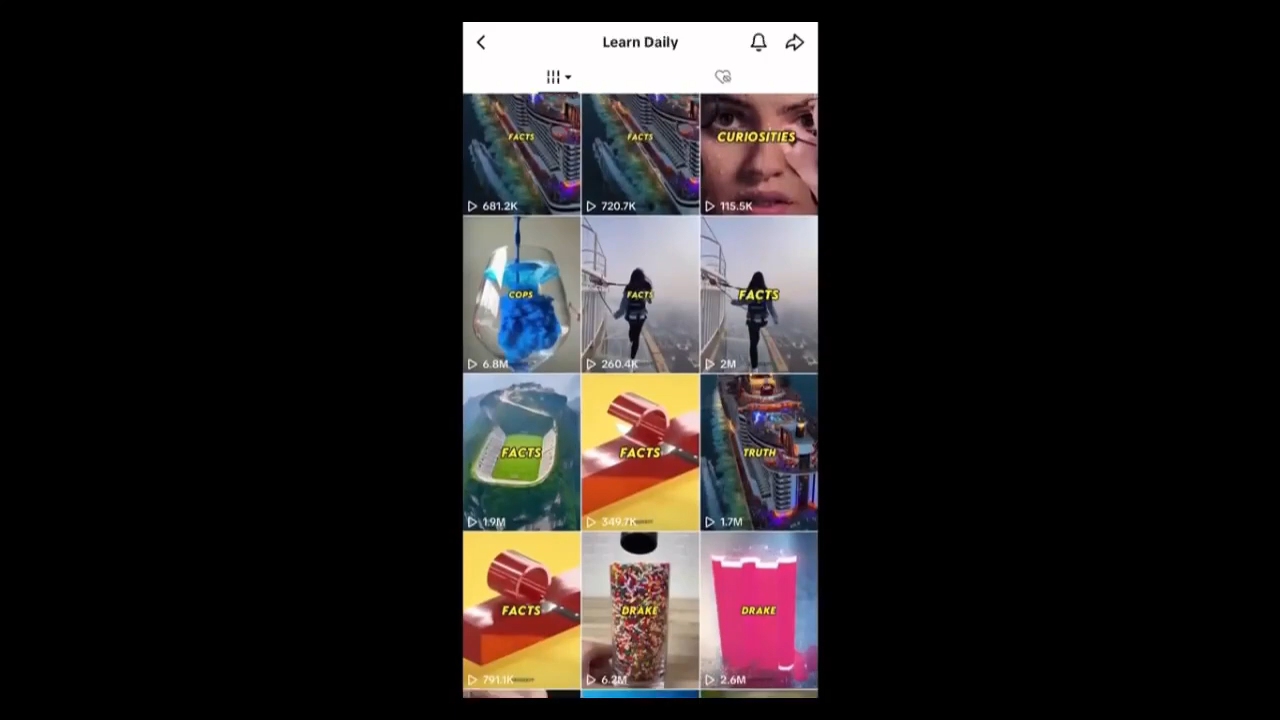 Learn Daily
FACTS
FACTS
CURIOSITIES
681.2K
720.7K
115.5K
COPS
FACTS
FACTS
6.8M
260.4K
2M
FACTS
FACTS
TRUTH
1.9M
349.7K
1.7M
FACTS
DRAKE
DRAKE
791.1K
6.2M
2.6M